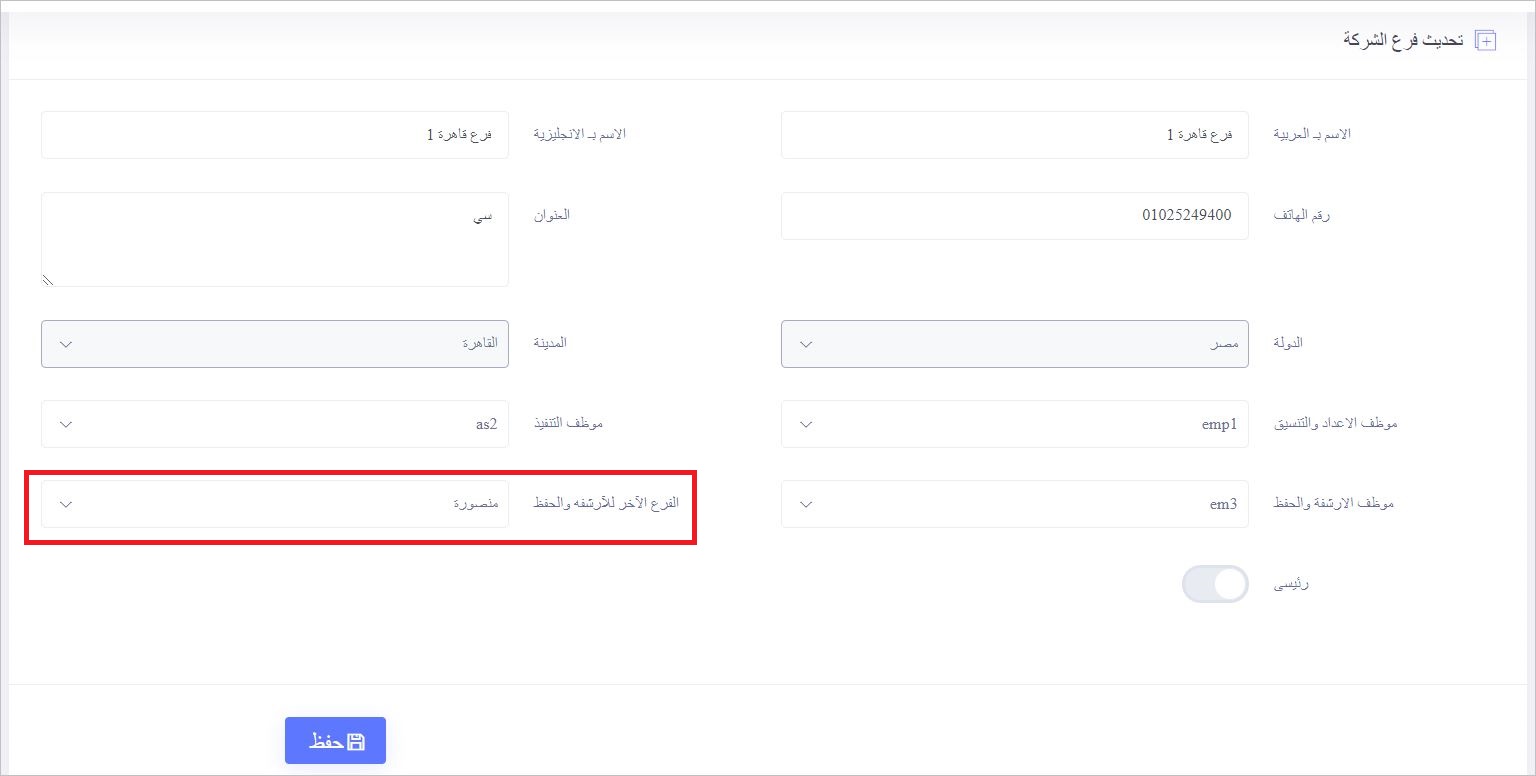 تحديث فرع الشركة
الاسم بـ العربية
فرع قاهرة 1
الاسم بـ الانجليزية
فرع قاهرة 1
رقم الهاتف
01025249400
العنوان
سي
الدولة
مصر
المدينة
القاهرة
موظف الاعداد والتنسيق
emp1
موظف التنفيذ
as2
موظف الارشفة والحفظ
em3
الفرع الآخر للآرشفه والحفظ
منصورة
رئيسى
حفظ